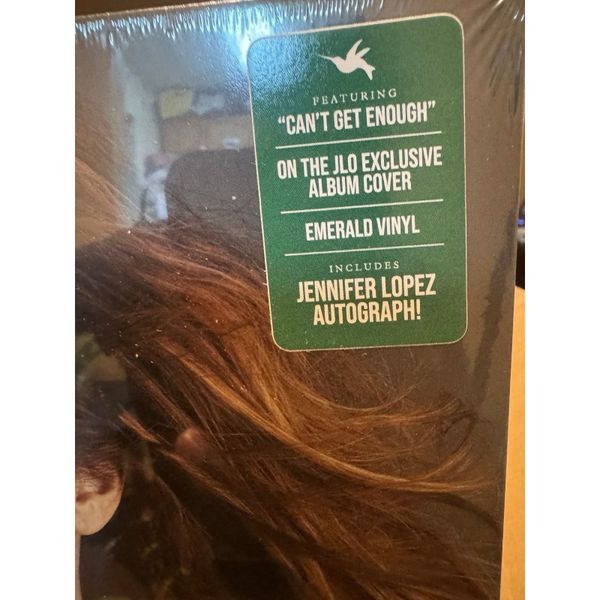 FEATURING
"CAN'T GET ENOUGH"
ON THE JLO EXCLUSIVE
ALBUM COVER
EMERALD VINYL
INCLUDES
JENNIFER LOPEZ
AUTOGRAPH!